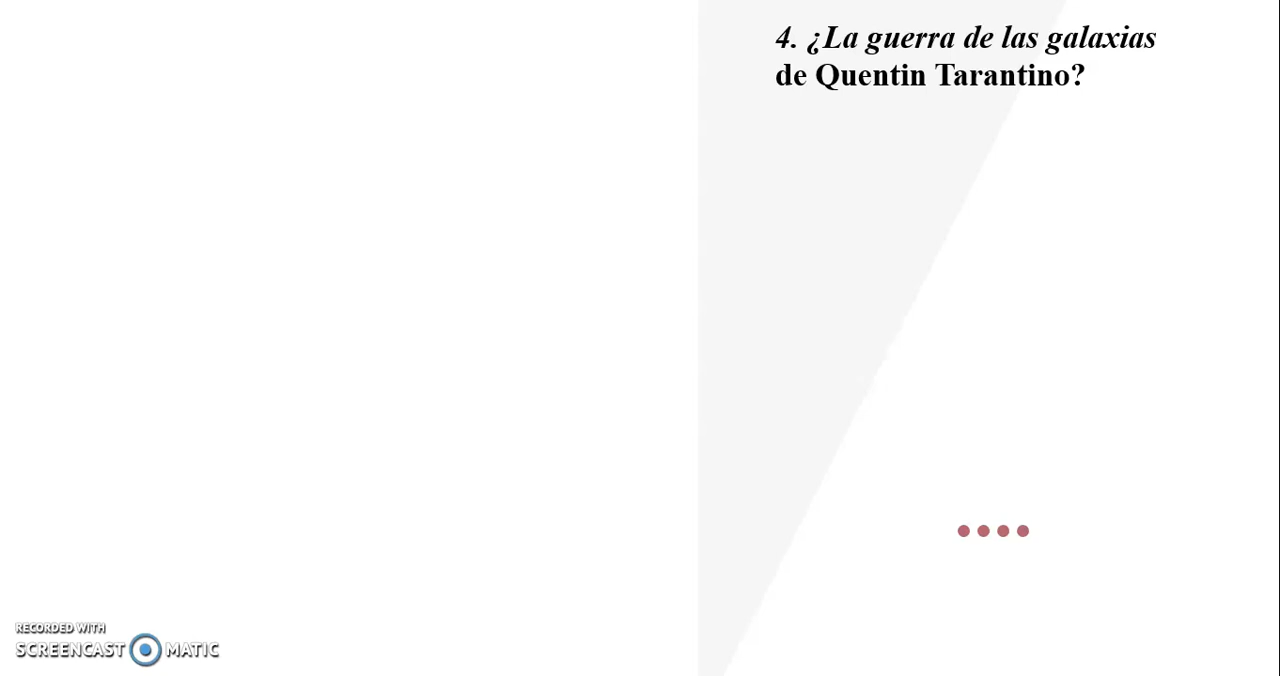 4. ¿La guerra de las galaxias
de Quentin Tarantino?
RECORDED WITH
SCREENCAST MATIC